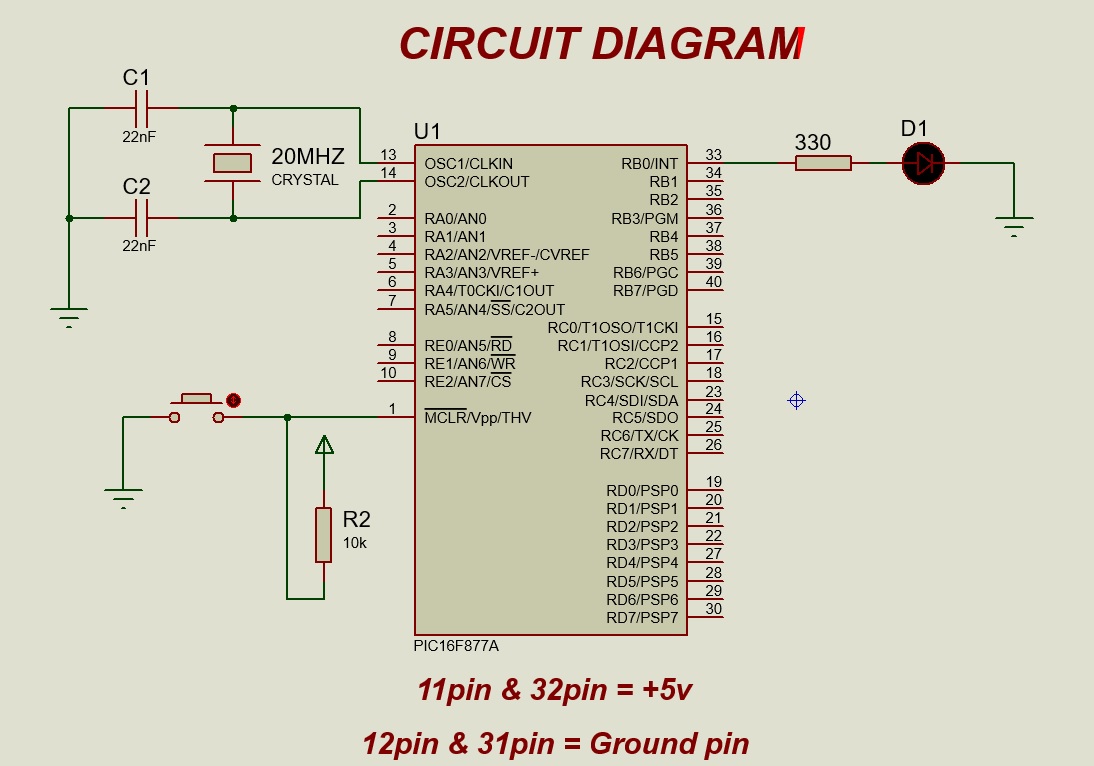 CIRCUIT DIAGRAM
C1
22nF
20MHZ
CRYSTAL
C2
22nF
U1
13 OSC1/CLKIN
14 OSC2/CLKOUT
2 RA0/AN0
3 RA1/AN1
4 RA2/AN2/VREF-/CVREF
5 RA3/AN3/VREF+
6 RA4/T0CKI/C1OUT
7 RA5/AN4/SS/C2OUT
8 RE0/AN5/RD
9 RE1/AN6/WR
10 RE2/AN7/CS
1 MCLR/Vpp/THV
RB0/INT 33
RB1 34
RB2 35
RB3/PGM 36
RB4 37
RB5 38
RB6/PGC 39
RB7/PGD 40
RC0/T1OSO/T1CKI 15
RC1/T1OSI/CCP2 16
RC2/CCP1 17
RC3/SCK/SCL 18
RC4/SDI/SDA 23
RC5/SDO 24
RC6/TX/CK 25
RC7/RX/DT 26
RD0/PSP0 19
RD1/PSP1 20
RD2/PSP2 21
RD3/PSP3 22
RD4/PSP4 27
RD5/PSP5 28
RD6/PSP6 29
RD7/PSP7 30
PIC16F877A
330
D1
R2
10k
11pin & 32pin = +5v
12pin & 31pin = Ground pin